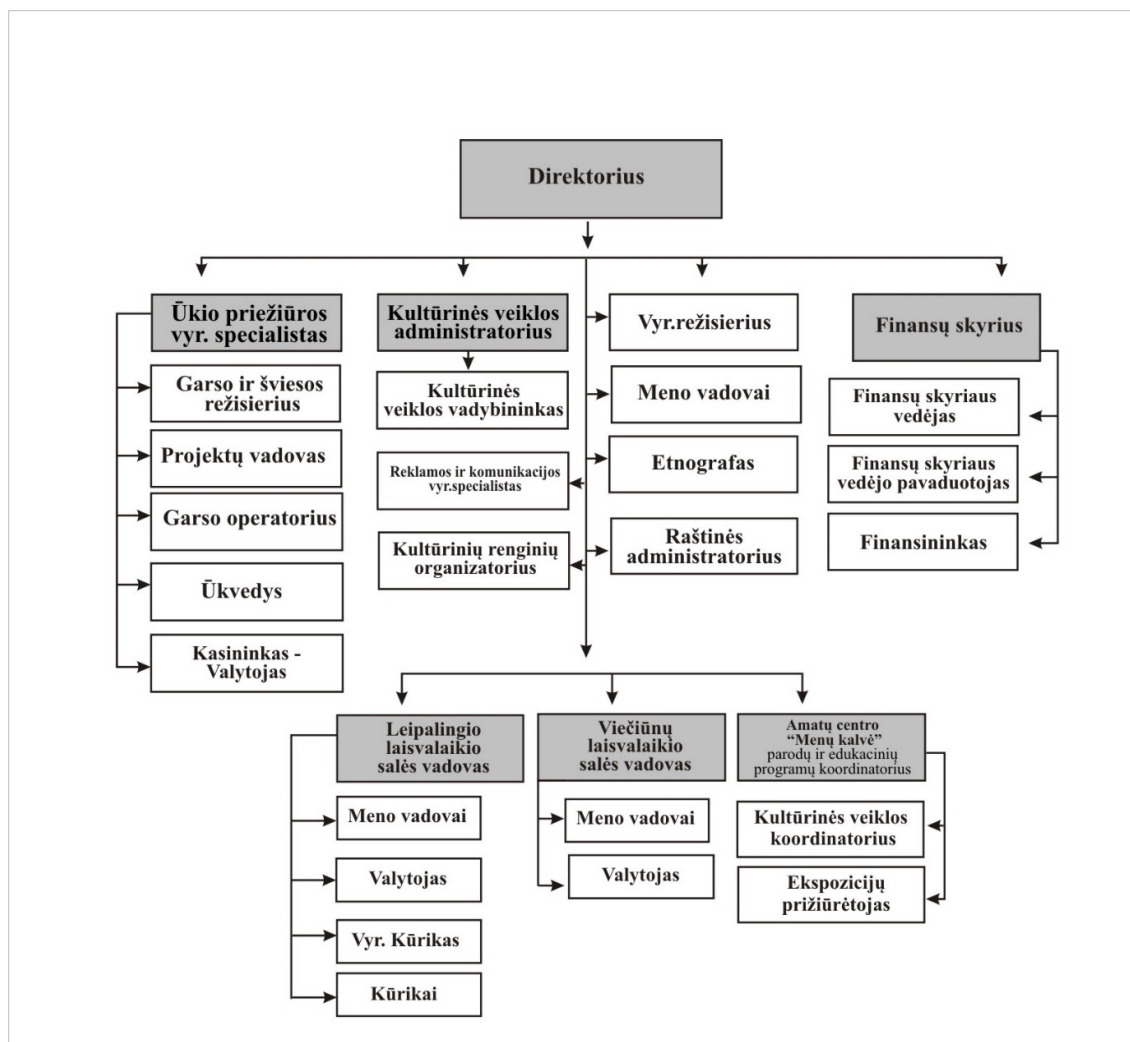 Direktorius
Ūkio priežiūros
vyr. specialistas
Garso ir šviesos
režisierius
Projektų vadovas
Garso operatorius
Ūkvedys
Kasininkas -
Valytojas
Kultūrinės veiklos
administratorius
Kultūrinės
veiklos vadybininkas
Reklamos ir komunikacijos
vyr.specialistas
Kultūrinių renginių
organizatorius
Vyr.režisierius
Meno vadovai
Etnografas
Raštinės
administratorius
Finansų skyrius
Finansų skyriaus
vedėjas
Finansų skyriaus
vedėjo pavaduotojas
Finansininkas
Leipalingio
laisvalaikio
salės vadovas
Meno vadovai
Valytojas
Vyr. Kūrikas
Kūrikai
Viečiūnų
laisvalaikio
salės vadovas
Meno vadovai
Valytojas
Amatų centro
“Menų kalvė”
parodų ir edukacinių
programų koordinatorius
Kultūrinės veiklos
koordinatorius
Ekspozicijų
prižiūrėtojas